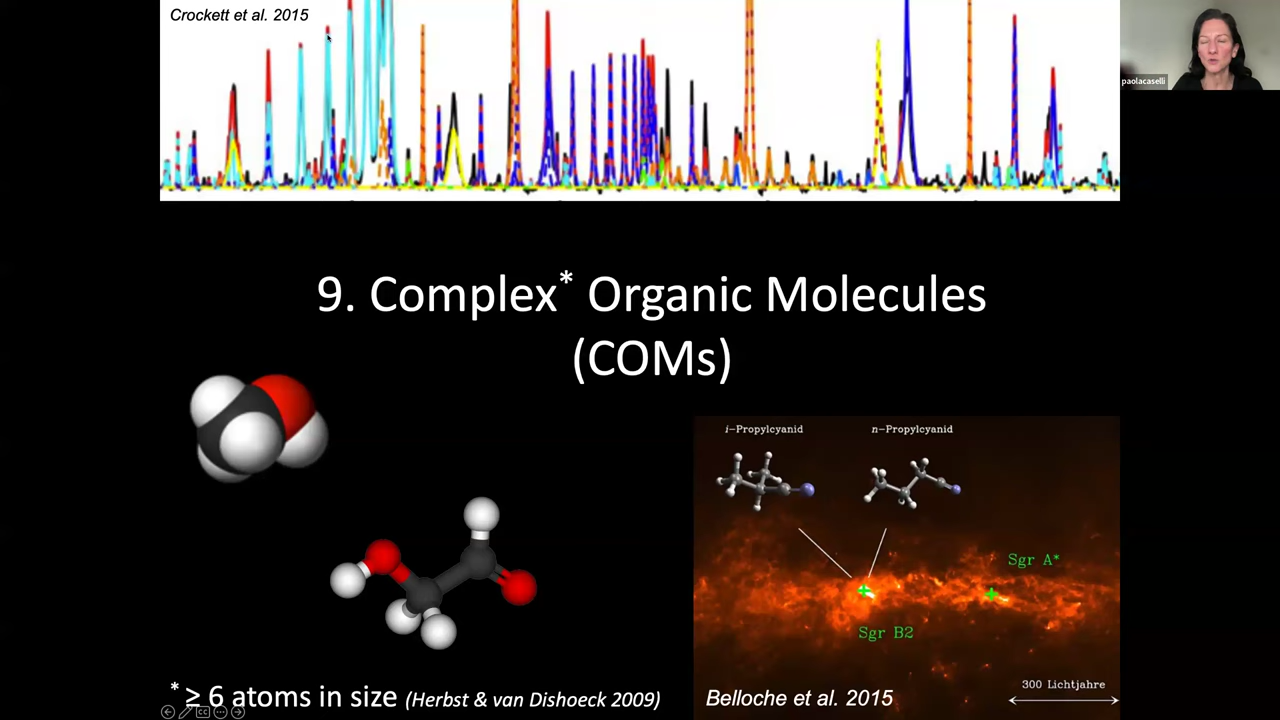 Crockett et al. 2015
paolacaselli
9. Complex* Organic Molecules
(COMs)
i-Propylcyanid
n-Propylcyanid
Sgr A*
Sgr B2
300 Lichtjahre
* ≥ 6 atoms in size (Herbst & van Dishoeck 2009)
Belloche et al. 2015
CC